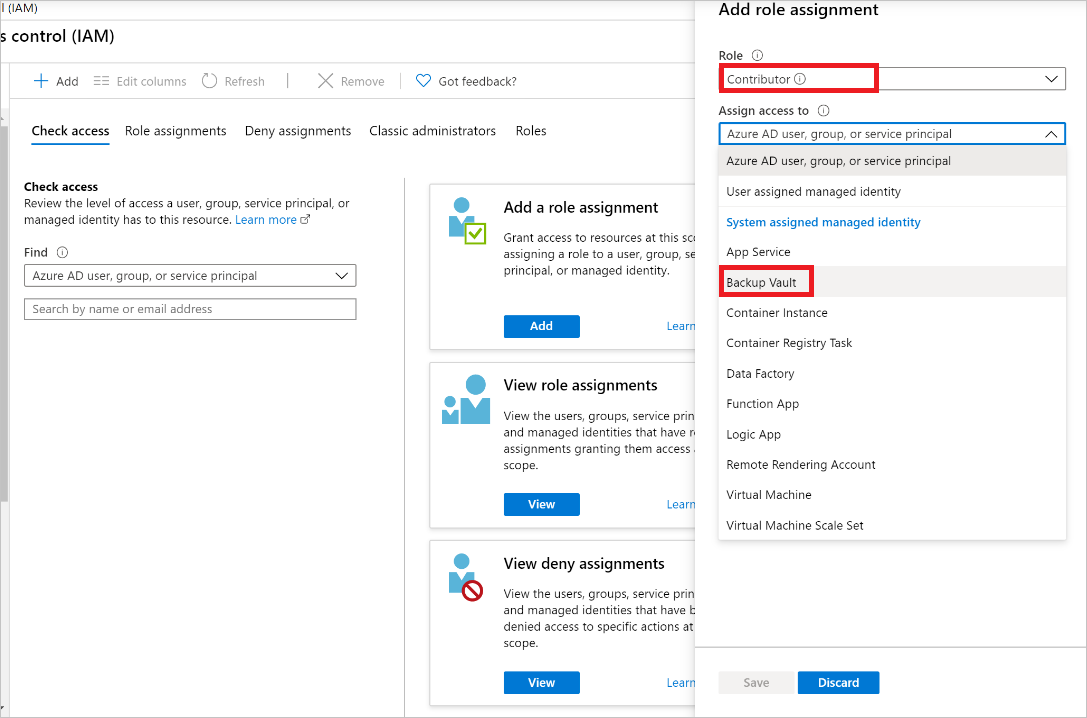 l (IAM)
s control (IAM)
Add
Edit columns
Refresh
Remove
Got feedback?
Check access
Role assignments
Deny assignments
Classic administrators
Roles
Check access
Review the level of access a user, group, service principal, or
managed identity has to this resource. Learn more
Find
Azure AD user, group, or service principal
Search by name or email address
Add a role assignment
Grant access to resources at this sco
assigning a role to a user, group, se
principal, or managed identity.
Add
Learn
View role assignments
View the users, groups, service prin
and managed identities that have ro
assignments granting them access a
scope.
View
Learn
View deny assignments
View the users, groups, service prin
and managed identities that have b
denied access to specific actions at
scope.
View
Learn
Add role assignment
Role
Contributor
Assign access to
Azure AD user, group, or service principal
Azure AD user, group, or service principal
User assigned managed identity
System assigned managed identity
App Service
Backup Vault
Container Instance
Container Registry Task
Data Factory
Function App
Logic App
Remote Rendering Account
Virtual Machine
Virtual Machine Scale Set
Save
Discard